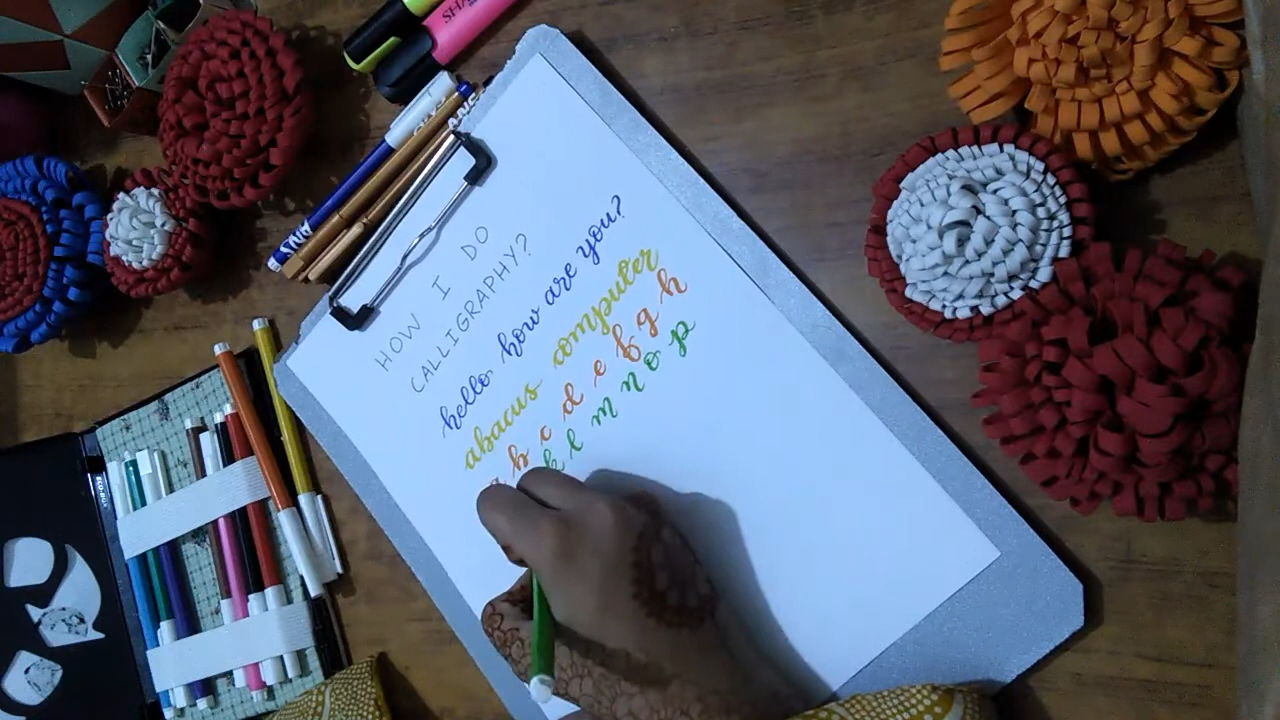 HOW I DO
CALLIGRAPHY?
hello, how are you?
abacus computer
b c d e f g h
k l m n o p